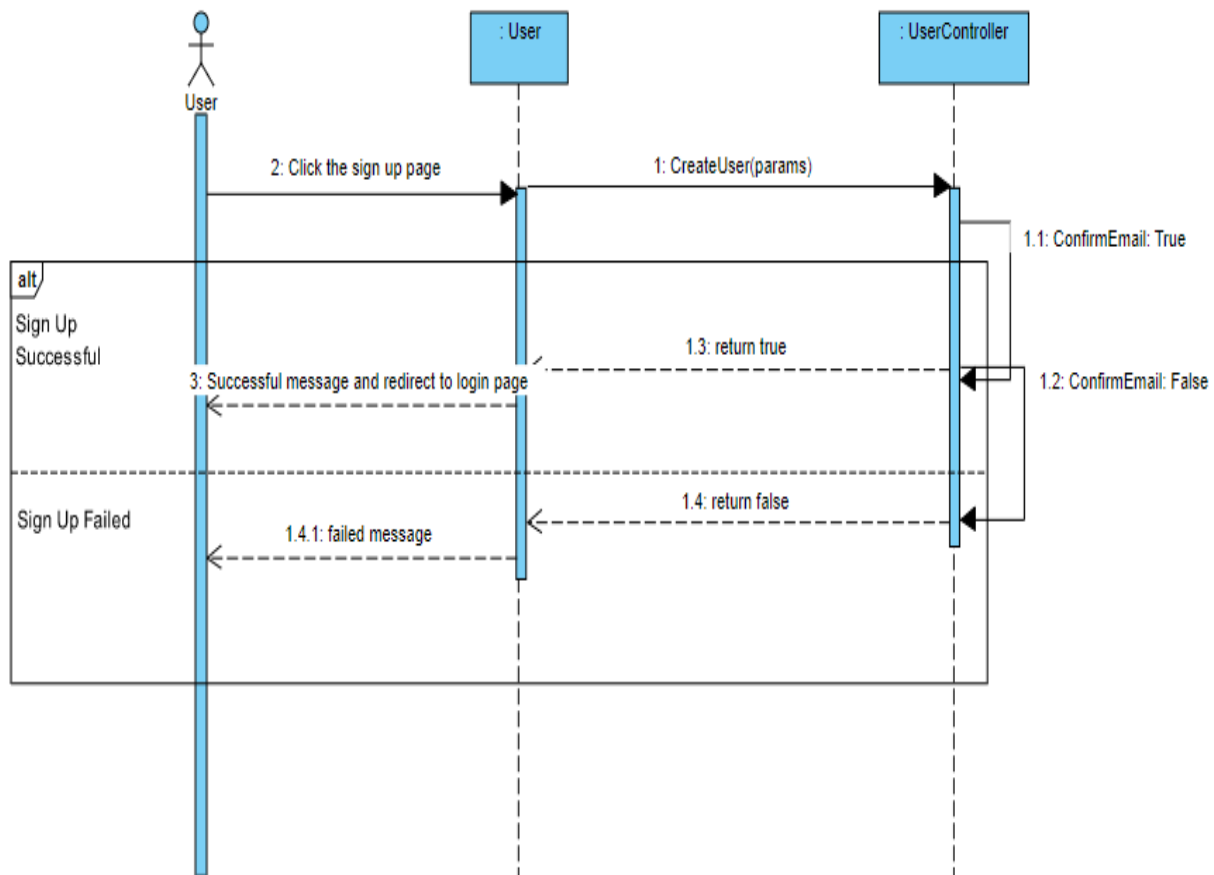 : User
: UserController
User
2: Click the sign up page
1: CreateUser(params)
1.1: ConfirmEmail: True
alt
Sign Up
Successful
1.3: return true
3: Successful message and redirect to login page
1.2: ConfirmEmail: False
Sign Up Failed
1.4: return false
1.4.1: failed message